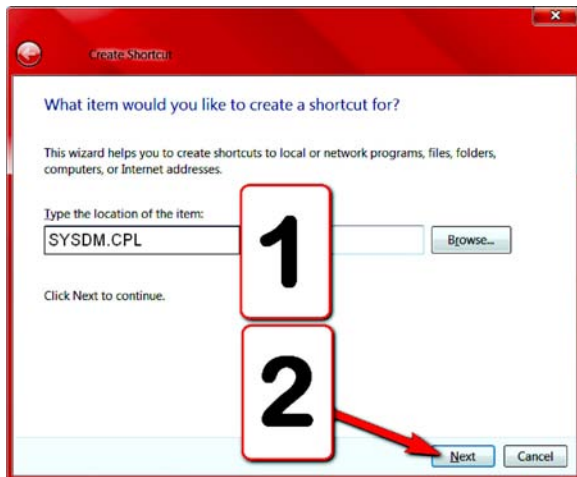 Create Shortcut
What item would you like to create a shortcut for?
This wizard helps you to create shortcuts to local or network programs, files, folders,
computers, or Internet addresses.
Type the location of the item:
SYSDM.CPL
1
Browse...
Click Next to continue.
2
Next Cancel